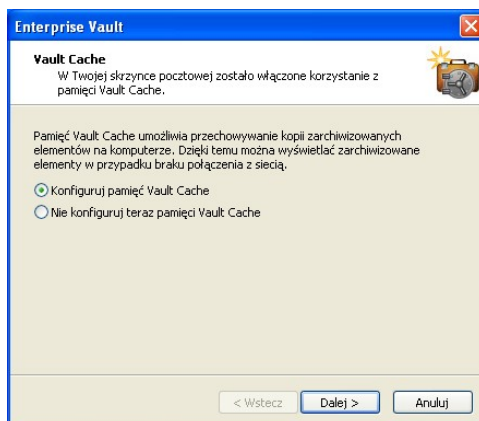 Enterprise Vault
Vault Cache
W Twojej skrzynce pocztowej zostało włączone korzystanie z
pamięci Vault Cache.
Pamięć Vault Cache umożliwia przechowywanie kopii zarchiwizowanych
elementów na komputerze. Dzięki temu można wyświetlać zarchiwizowane
elementy w przypadku braku połączenia z siecią.
Konfiguruj pamięć Vault Cache
Nie konfiguruj teraz pamięci Vault Cache
< Wstecz
Dalej >
Anuluj